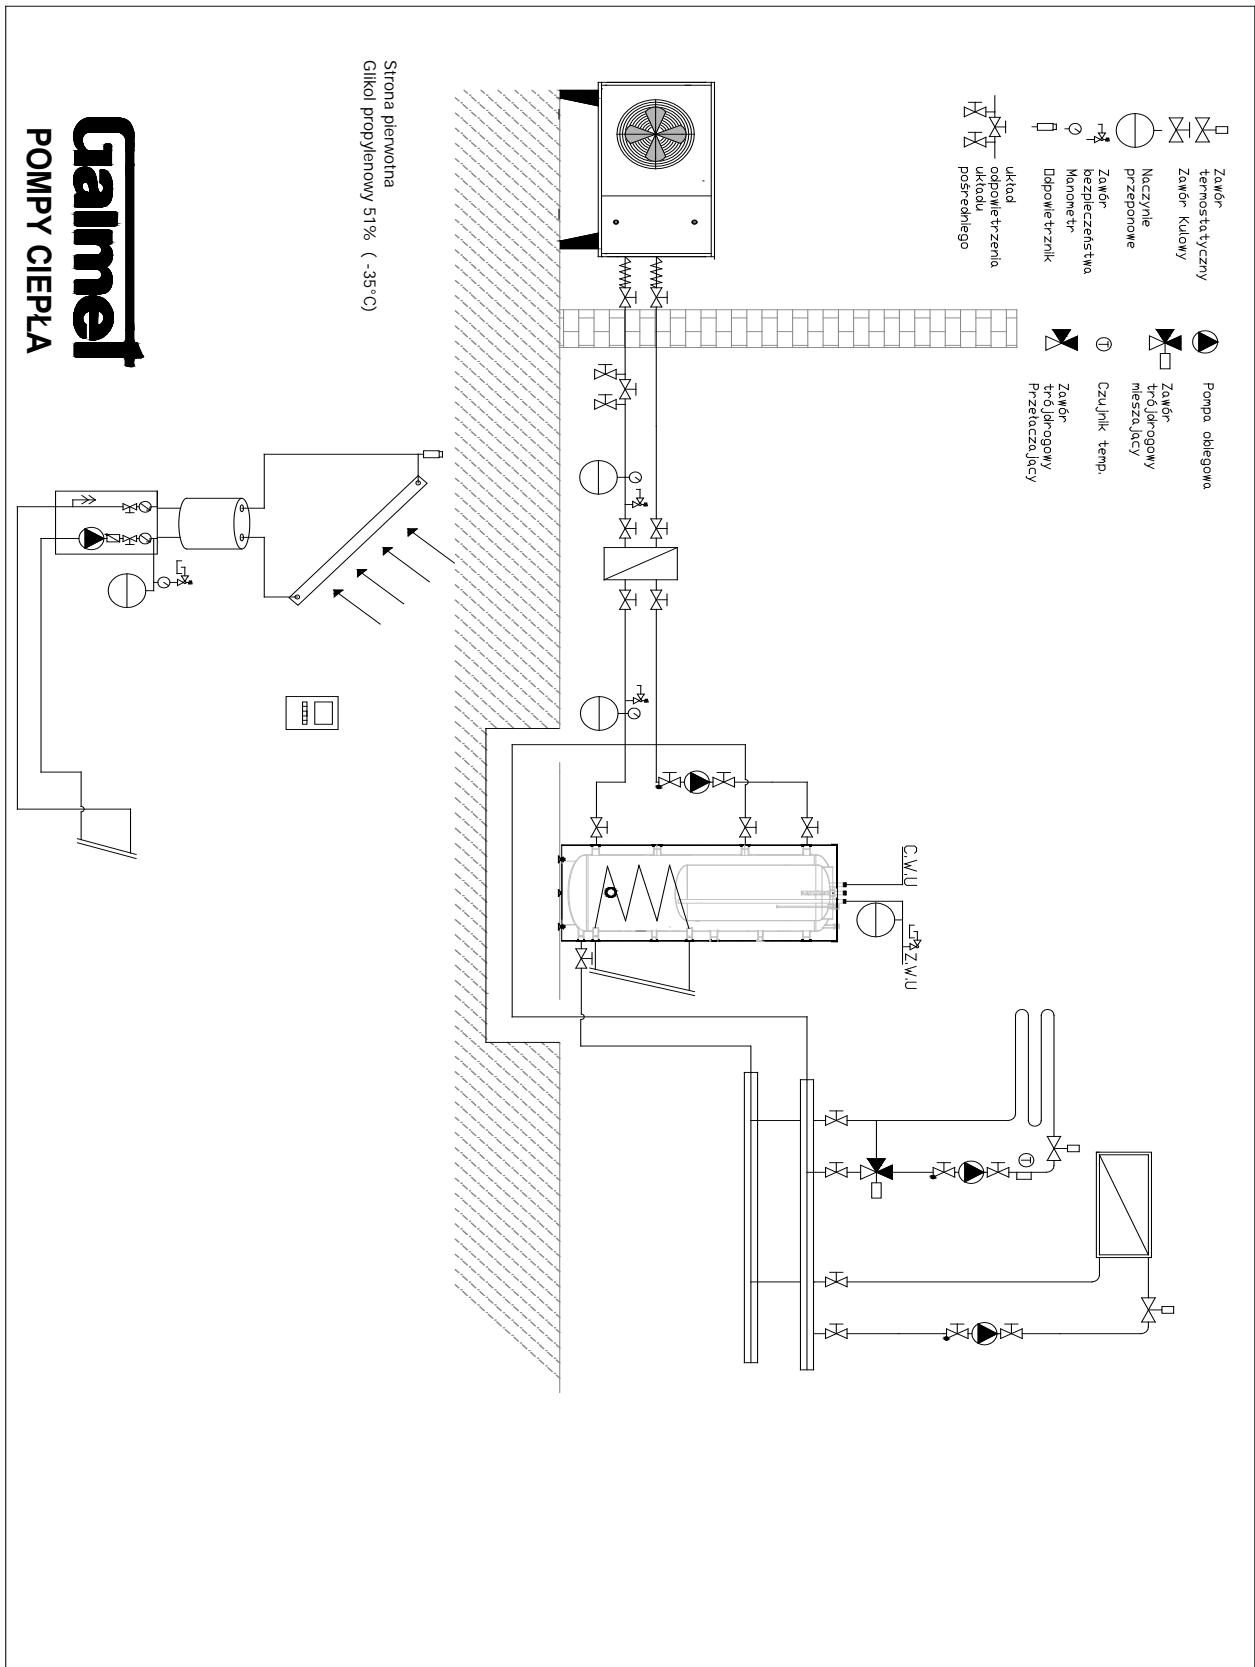 Zawór
termostatyczny
Zawór Kulowy
Naczynie
przeponowe
Zawór
bezpieczeństwa
Manometr
Odpowietrznik
układ
odpowietrzenia
układu
pośredniego
Pompa obiegowa
Zawór
trójdrogowy
mieszający
Czujnik temp.
T
Zawór
trójdrogowy
Przełaczający
C.W.U
Z.W.U
T
Strona pierwotna
Glikol propylenowy 51% ( -35°C)
Galmet
POMPY CIEPŁA